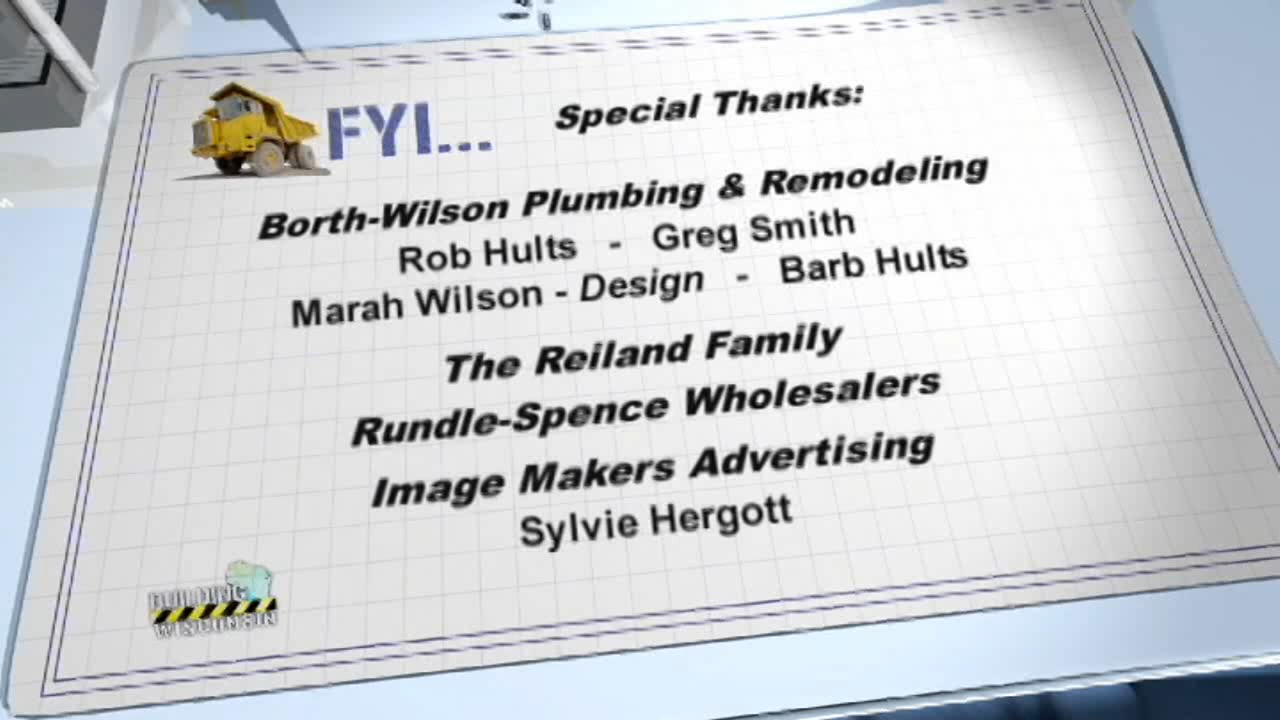 FYI...
Special Thanks:
Borth-Wilson Plumbing & Remodeling
Rob Hults - Greg Smith
Marah Wilson - Design - Barb Hults
The Reiland Family
Rundle-Spence Wholesalers
Image Makers Advertising
Sylvie Hergott
BUILDING
WISCONSIN